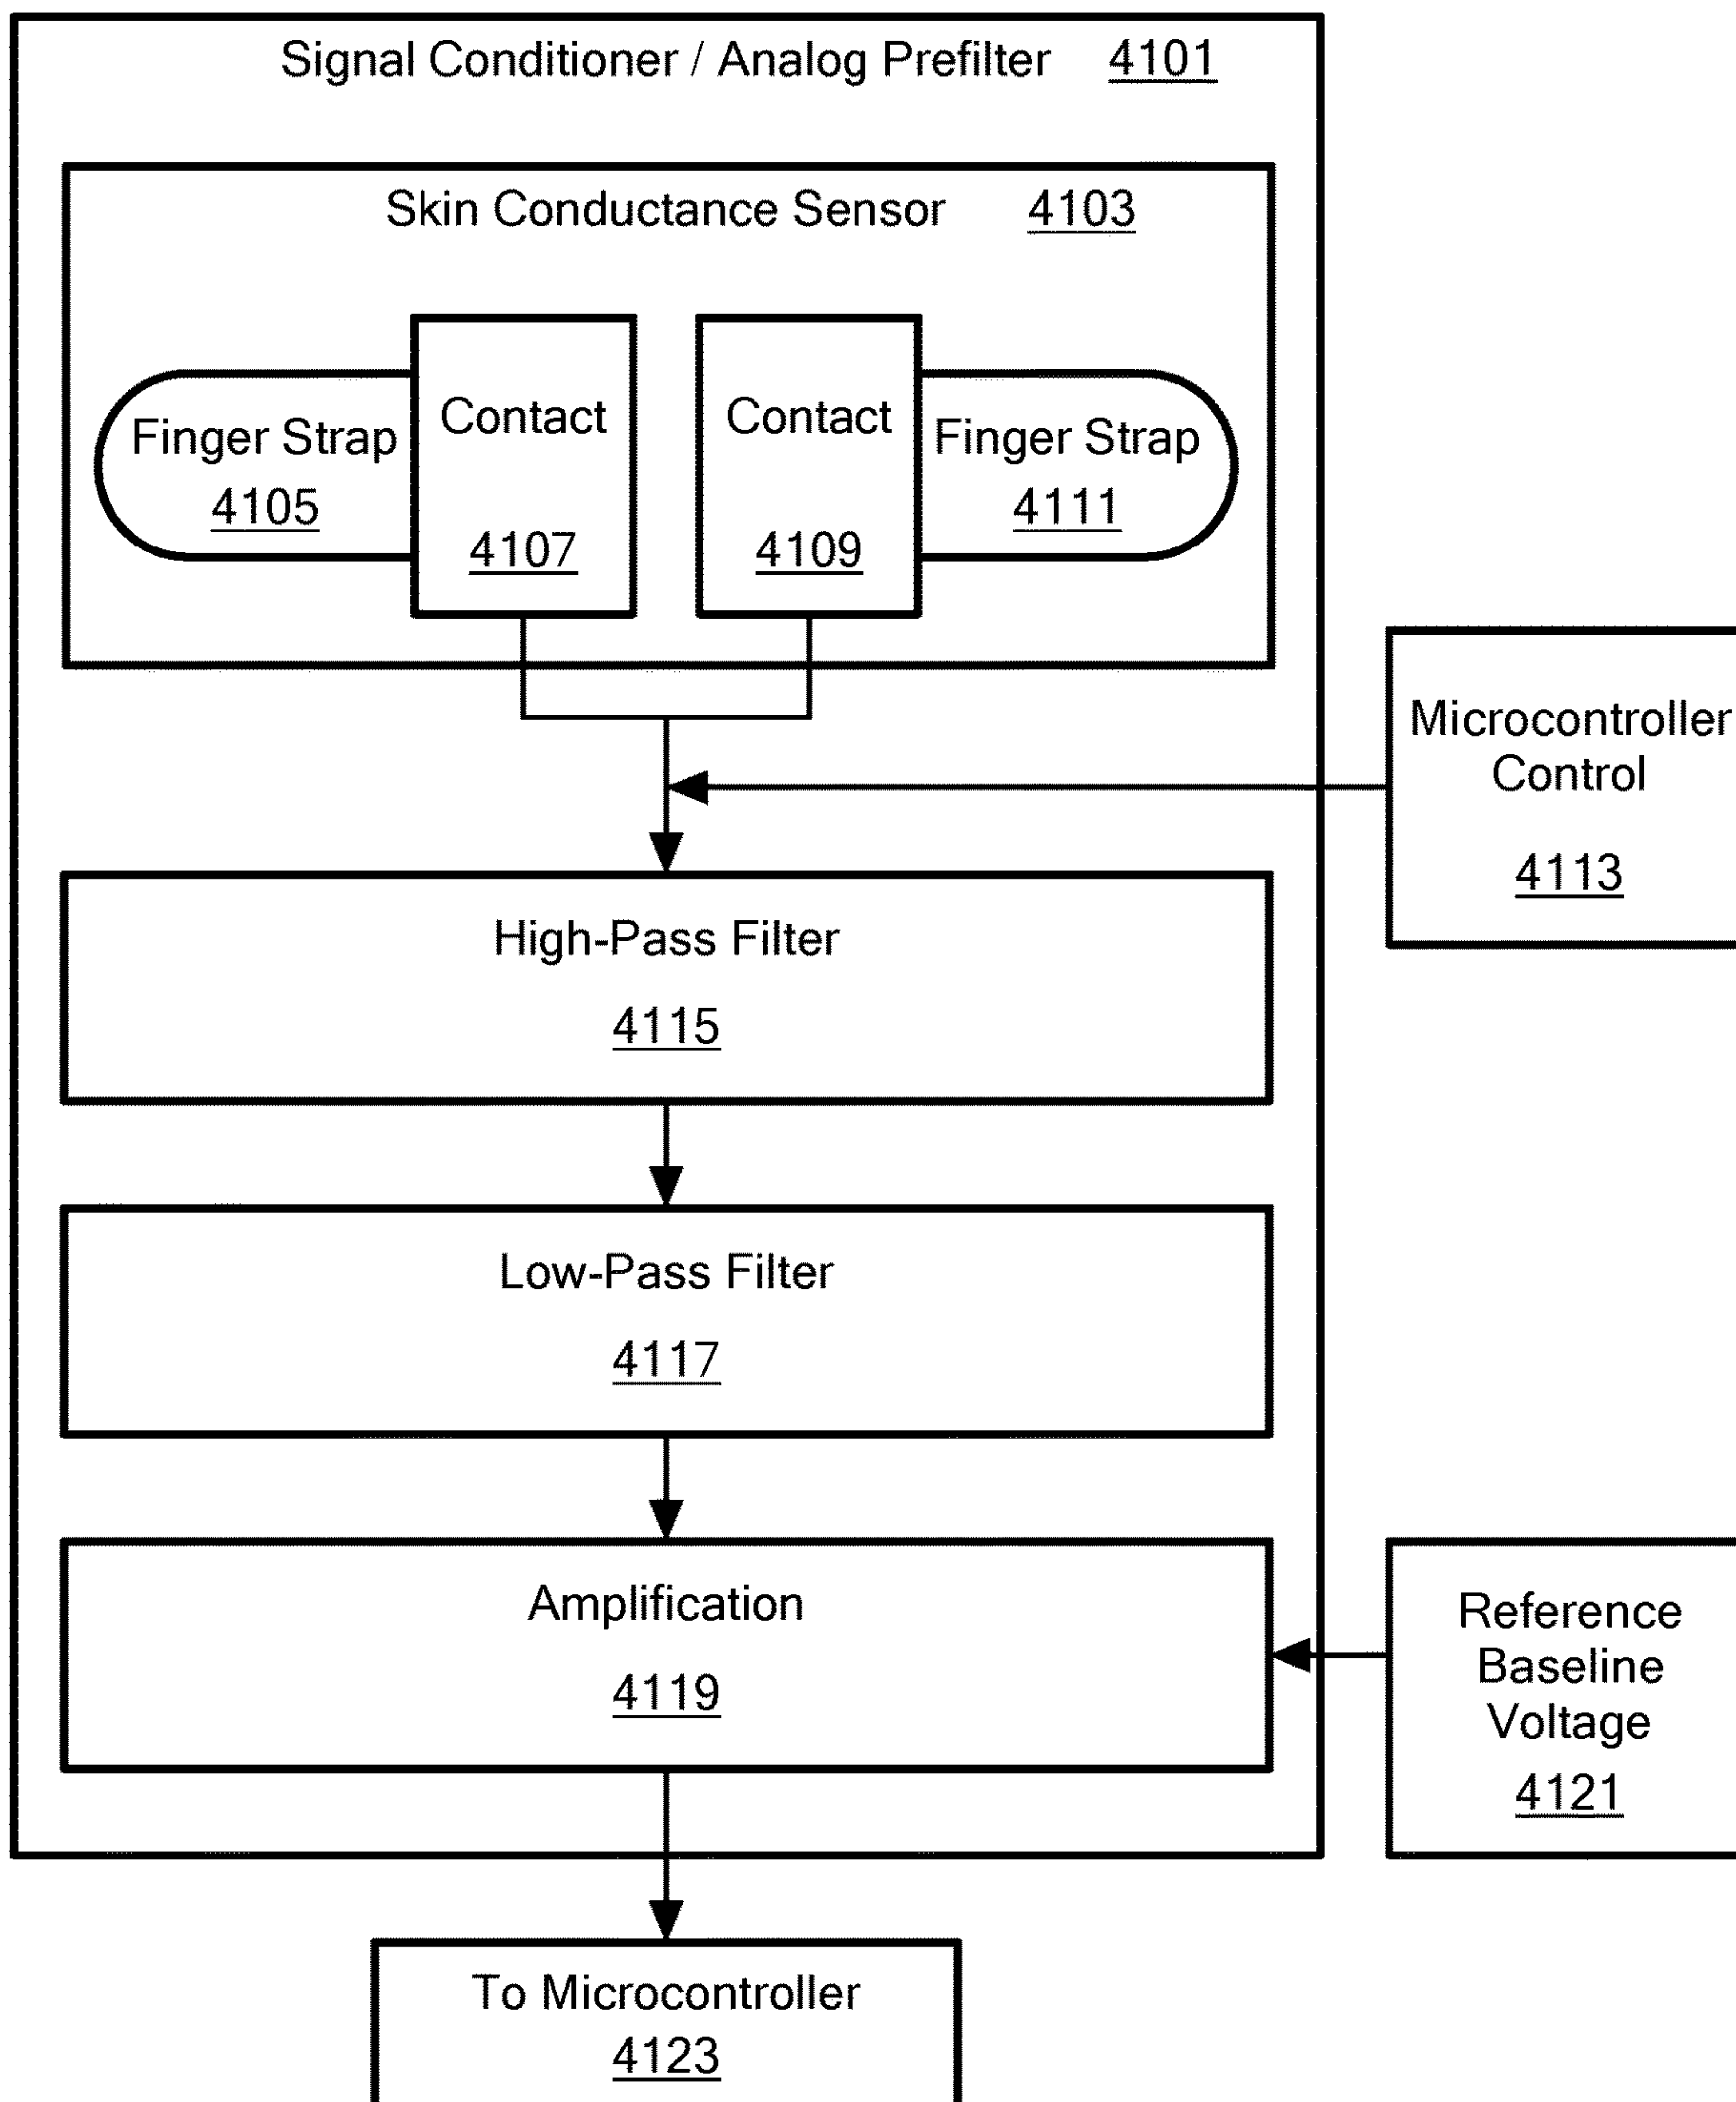 Signal Conditioner / Analog Prefilter 4101
Skin Conductance Sensor 4103
Finger Strap
4105
Contact
4107
Contact
4109
Finger Strap
4111
Microcontroller
Control
4113
High-Pass Filter
4115
Low-Pass Filter
4117
Amplification
4119
Reference
Baseline
Voltage
4121
To Microcontroller
4123